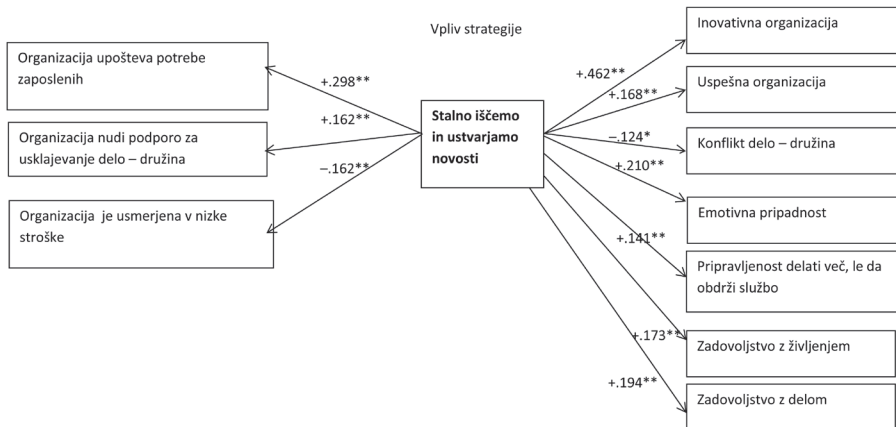 Vpliv strategije
Organizacija upošteva potrebe
zaposlenih
Organizacija nudi podporo za
usklajevanje delo – družina
Organizacija je usmerjena v nizke
stroške
+.298**
+.162**
–.162**
Stalno iščemo
in ustvarjamo
novosti
+.462**
+.168**
–.124*
+.210**
+.141**
+.173**
+.194**
Inovativna organizacija
Uspešna organizacija
Konflikt delo – družina
Emotivna pripadnost
Pripravljenost delati več, le da
obdrži službo
Zadovoljstvo z življenjem
Zadovoljstvo z delom